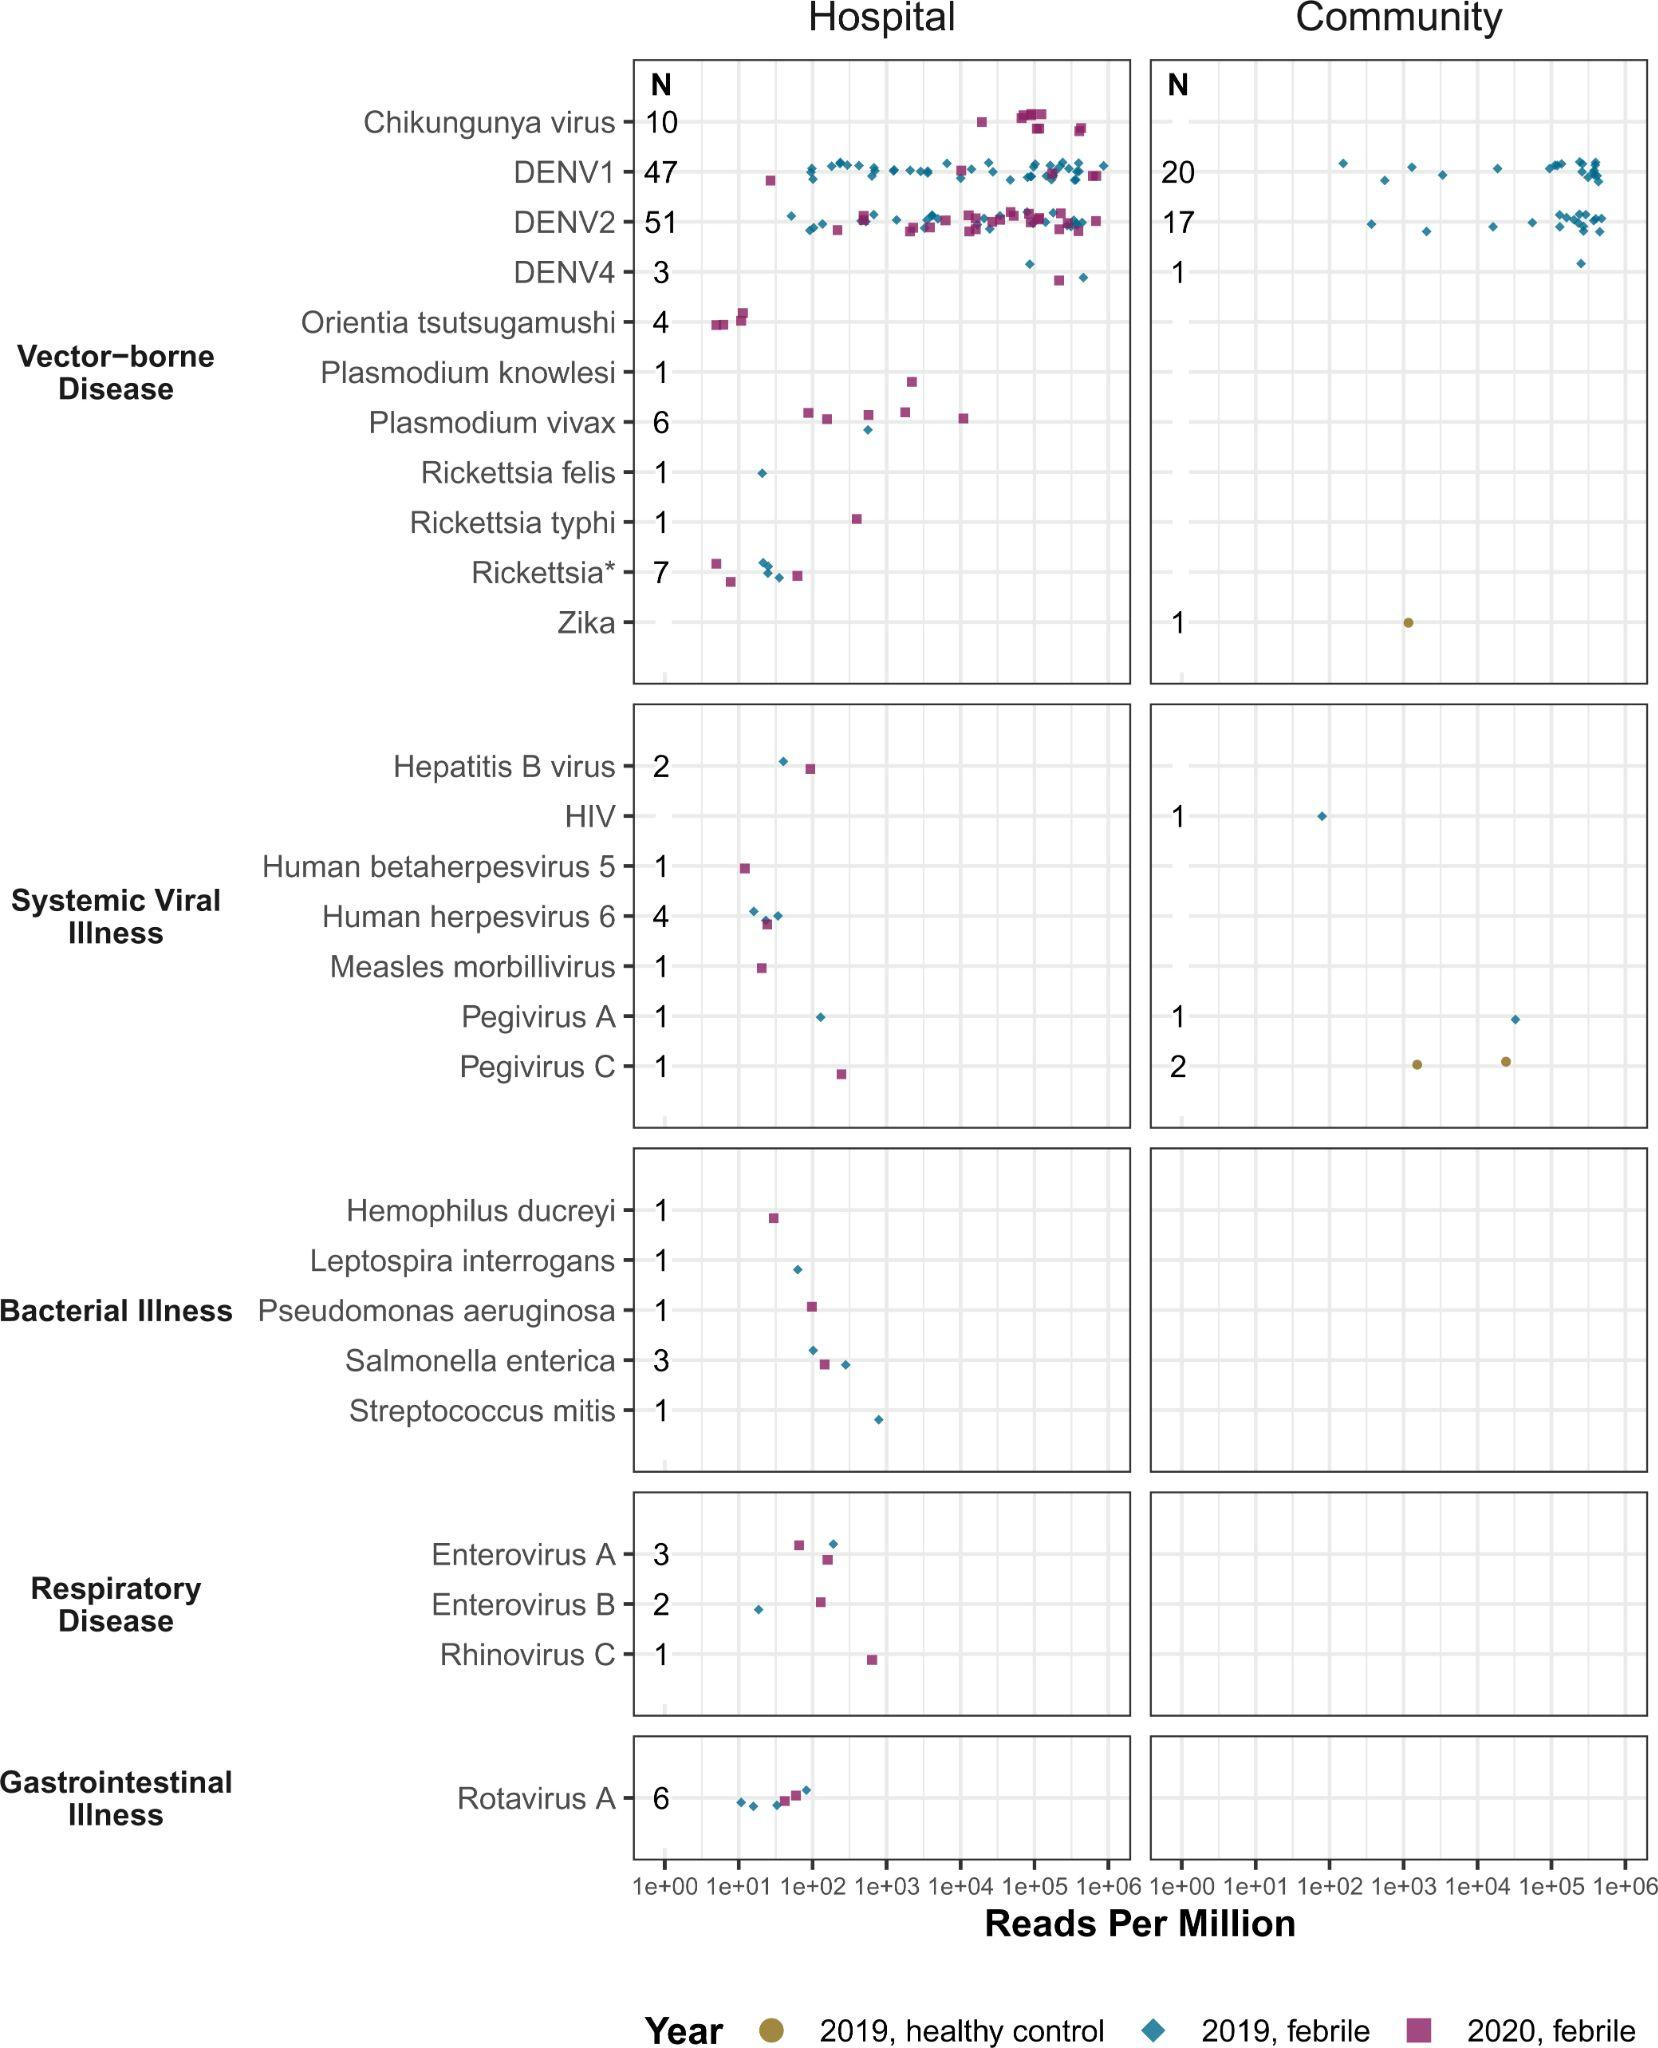 Hospital Community
N N
Chikungunya virus 10
DENV1 47 20
DENV2 51 17
DENV4 3 1
Orientia tsutsugamushi 4
Vector−borne
Disease
Plasmodium knowlesi 1
Plasmodium vivax 6
Rickettsia felis 1
Rickettsia typhi 1
Rickettsia* 7
Zika 1
Hepatitis B virus 2
HIV 1
Human betaherpesvirus 5 1
Systemic Viral
Illness
Human herpesvirus 6 4
Measles morbillivirus 1
Pegivirus A 1 1
Pegivirus C 1 2
Hemophilus ducreyi 1
Leptospira interrogans 1
Bacterial Illness Pseudomonas aeruginosa 1
Salmonella enterica 3
Streptococcus mitis 1
Enterovirus A 3
Respiratory
Disease
Enterovirus B 2
Rhinovirus C 1
Gastrointestinal
Illness
Rotavirus A 6
1e+00 1e+01 1e+02 1e+03 1e+04 1e+05 1e+06 1e+00 1e+01 1e+02 1e+03 1e+04 1e+05 1e+06
Reads Per Million
Year 2019, healthy control 2019, febrile 2020, febrile